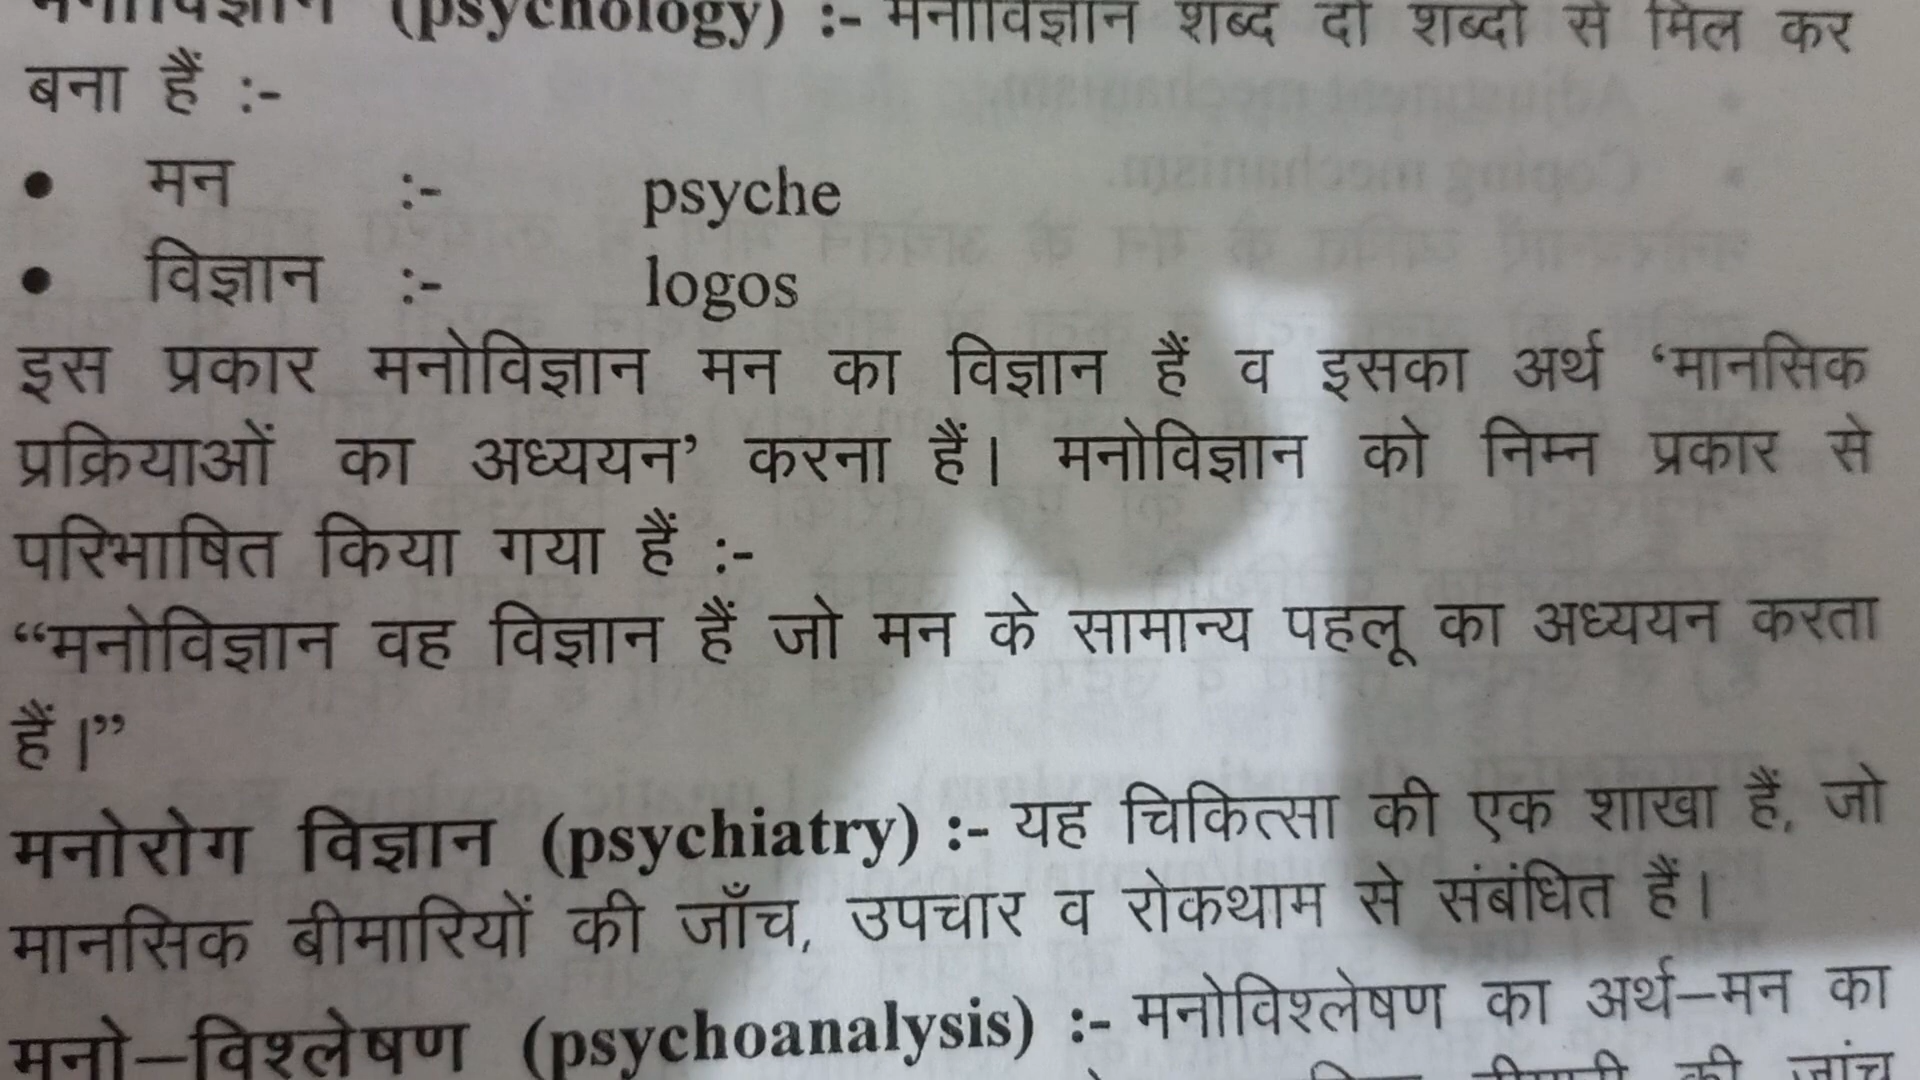 मनोविज्ञान (psychology) :- मनोविज्ञान शब्द दो शब्दों से मिल कर
बना हैं :-
• मन :- psyche
• विज्ञान :- logos
इस प्रकार मनोविज्ञान मन का विज्ञान हैं व इसका अर्थ ‘मानसिक
प्रक्रियाओं का अध्ययन’ करना हैं। मनोविज्ञान को निम्न प्रकार से
परिभाषित किया गया हैं :-
“मनोविज्ञान वह विज्ञान हैं जो मन के सामान्य पहलू का अध्ययन करता
हैं।”
मनोरोग विज्ञान (psychiatry) :- यह चिकित्सा की एक शाखा हैं, जो
मानसिक बीमारियों की जाँच, उपचार व रोकथाम से संबंधित हैं।
मनो–विश्लेषण (psychoanalysis) :- मनोविश्लेषण का अर्थ–मन का
की जांच